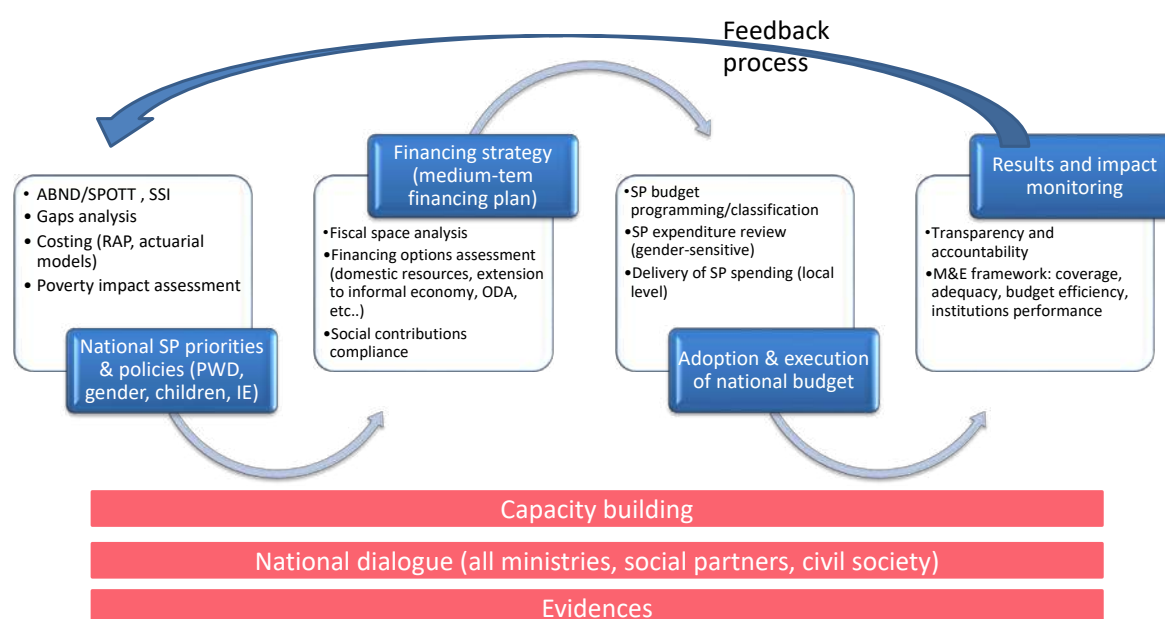 Feedback
process
• ABND/SPOTT , SSI
• Gaps analysis
• Costing (RAP, actuarial
models)
• Poverty impact assessment
National SP priorities
& policies (PWD,
gender, children, IE)
Financing strategy
(medium-tem
financing plan)
•Fiscal space analysis
•Financing options assessment
(domestic resources, extension
to informal economy, ODA,
etc..)
•Social contributions
compliance
•SP budget
programming/classification
•SP expenditure review
(gender-sensitive)
•Delivery of SP spending (local
level)
Adoption & execution
of national budget
Results and impact
monitoring
•Transparency and
accountability
•M&E framework: coverage,
adequacy, budget efficiency,
institutions performance
Capacity building
National dialogue (all ministries, social partners, civil society)
Evidences